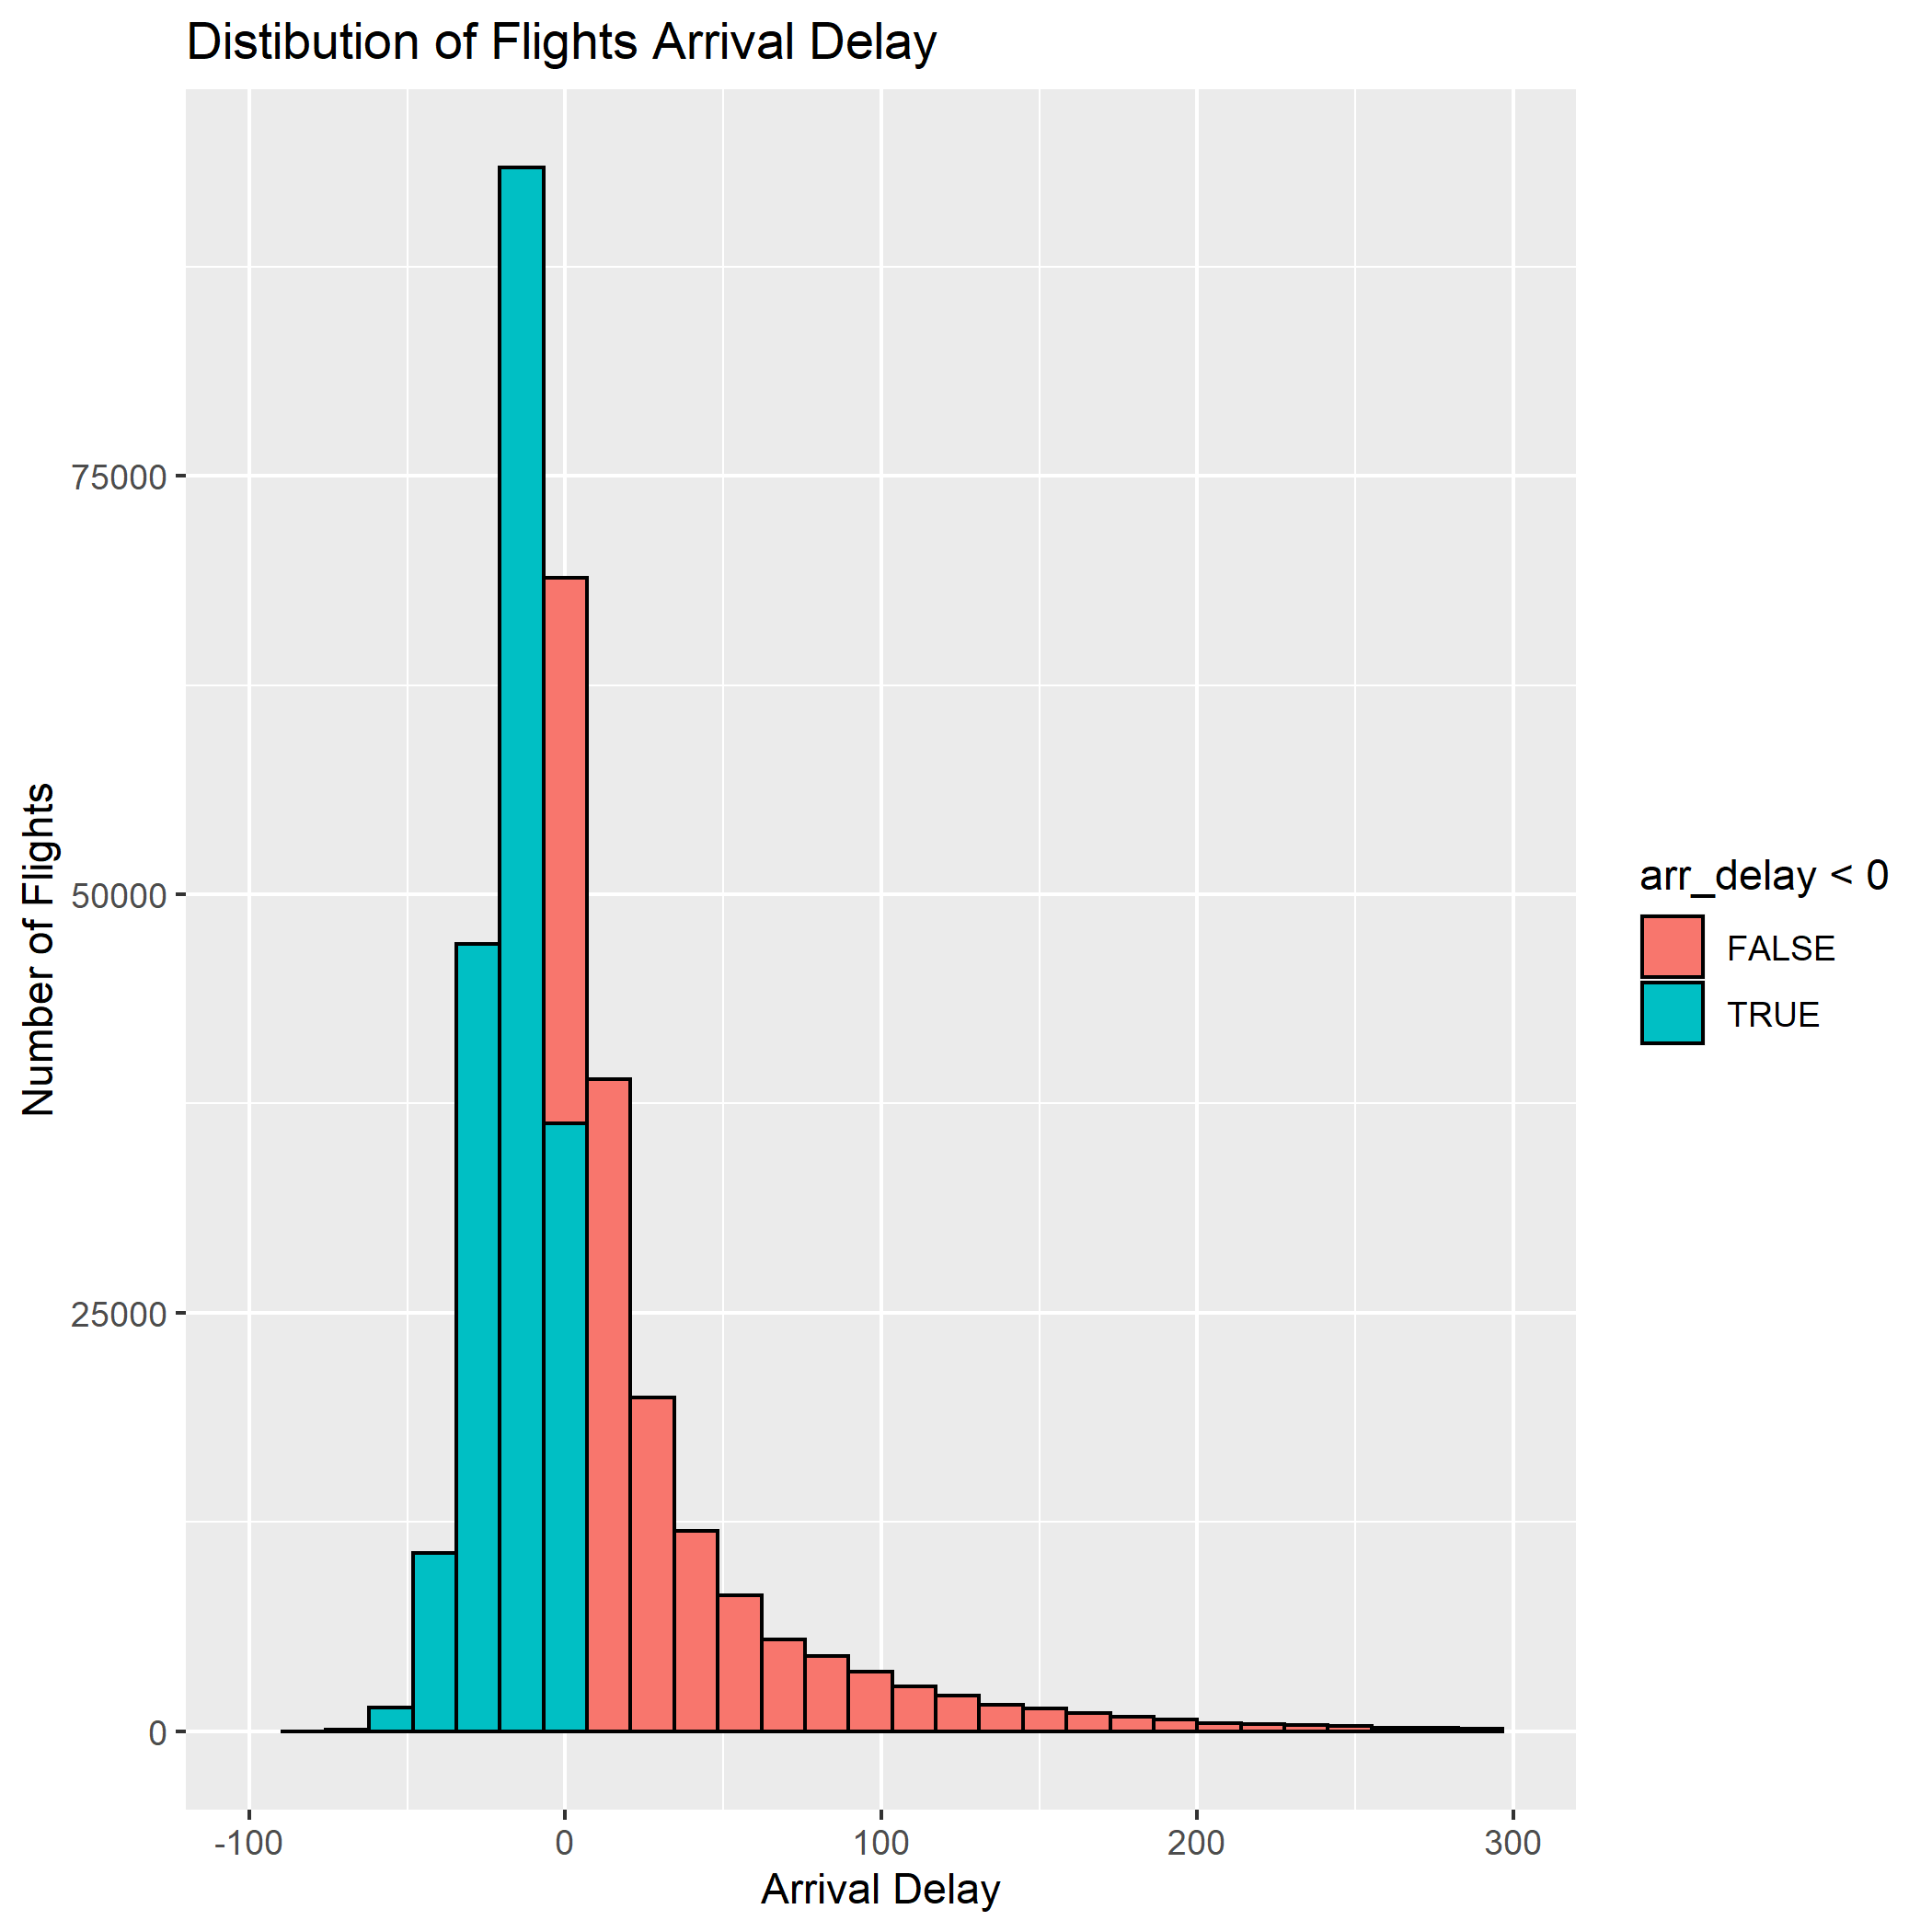 Distibution of Flights Arrival Delay
Number of Flights
75000
50000
25000
0
-100
0
100
200
300
Arrival Delay
arr_delay < 0
FALSE
TRUE